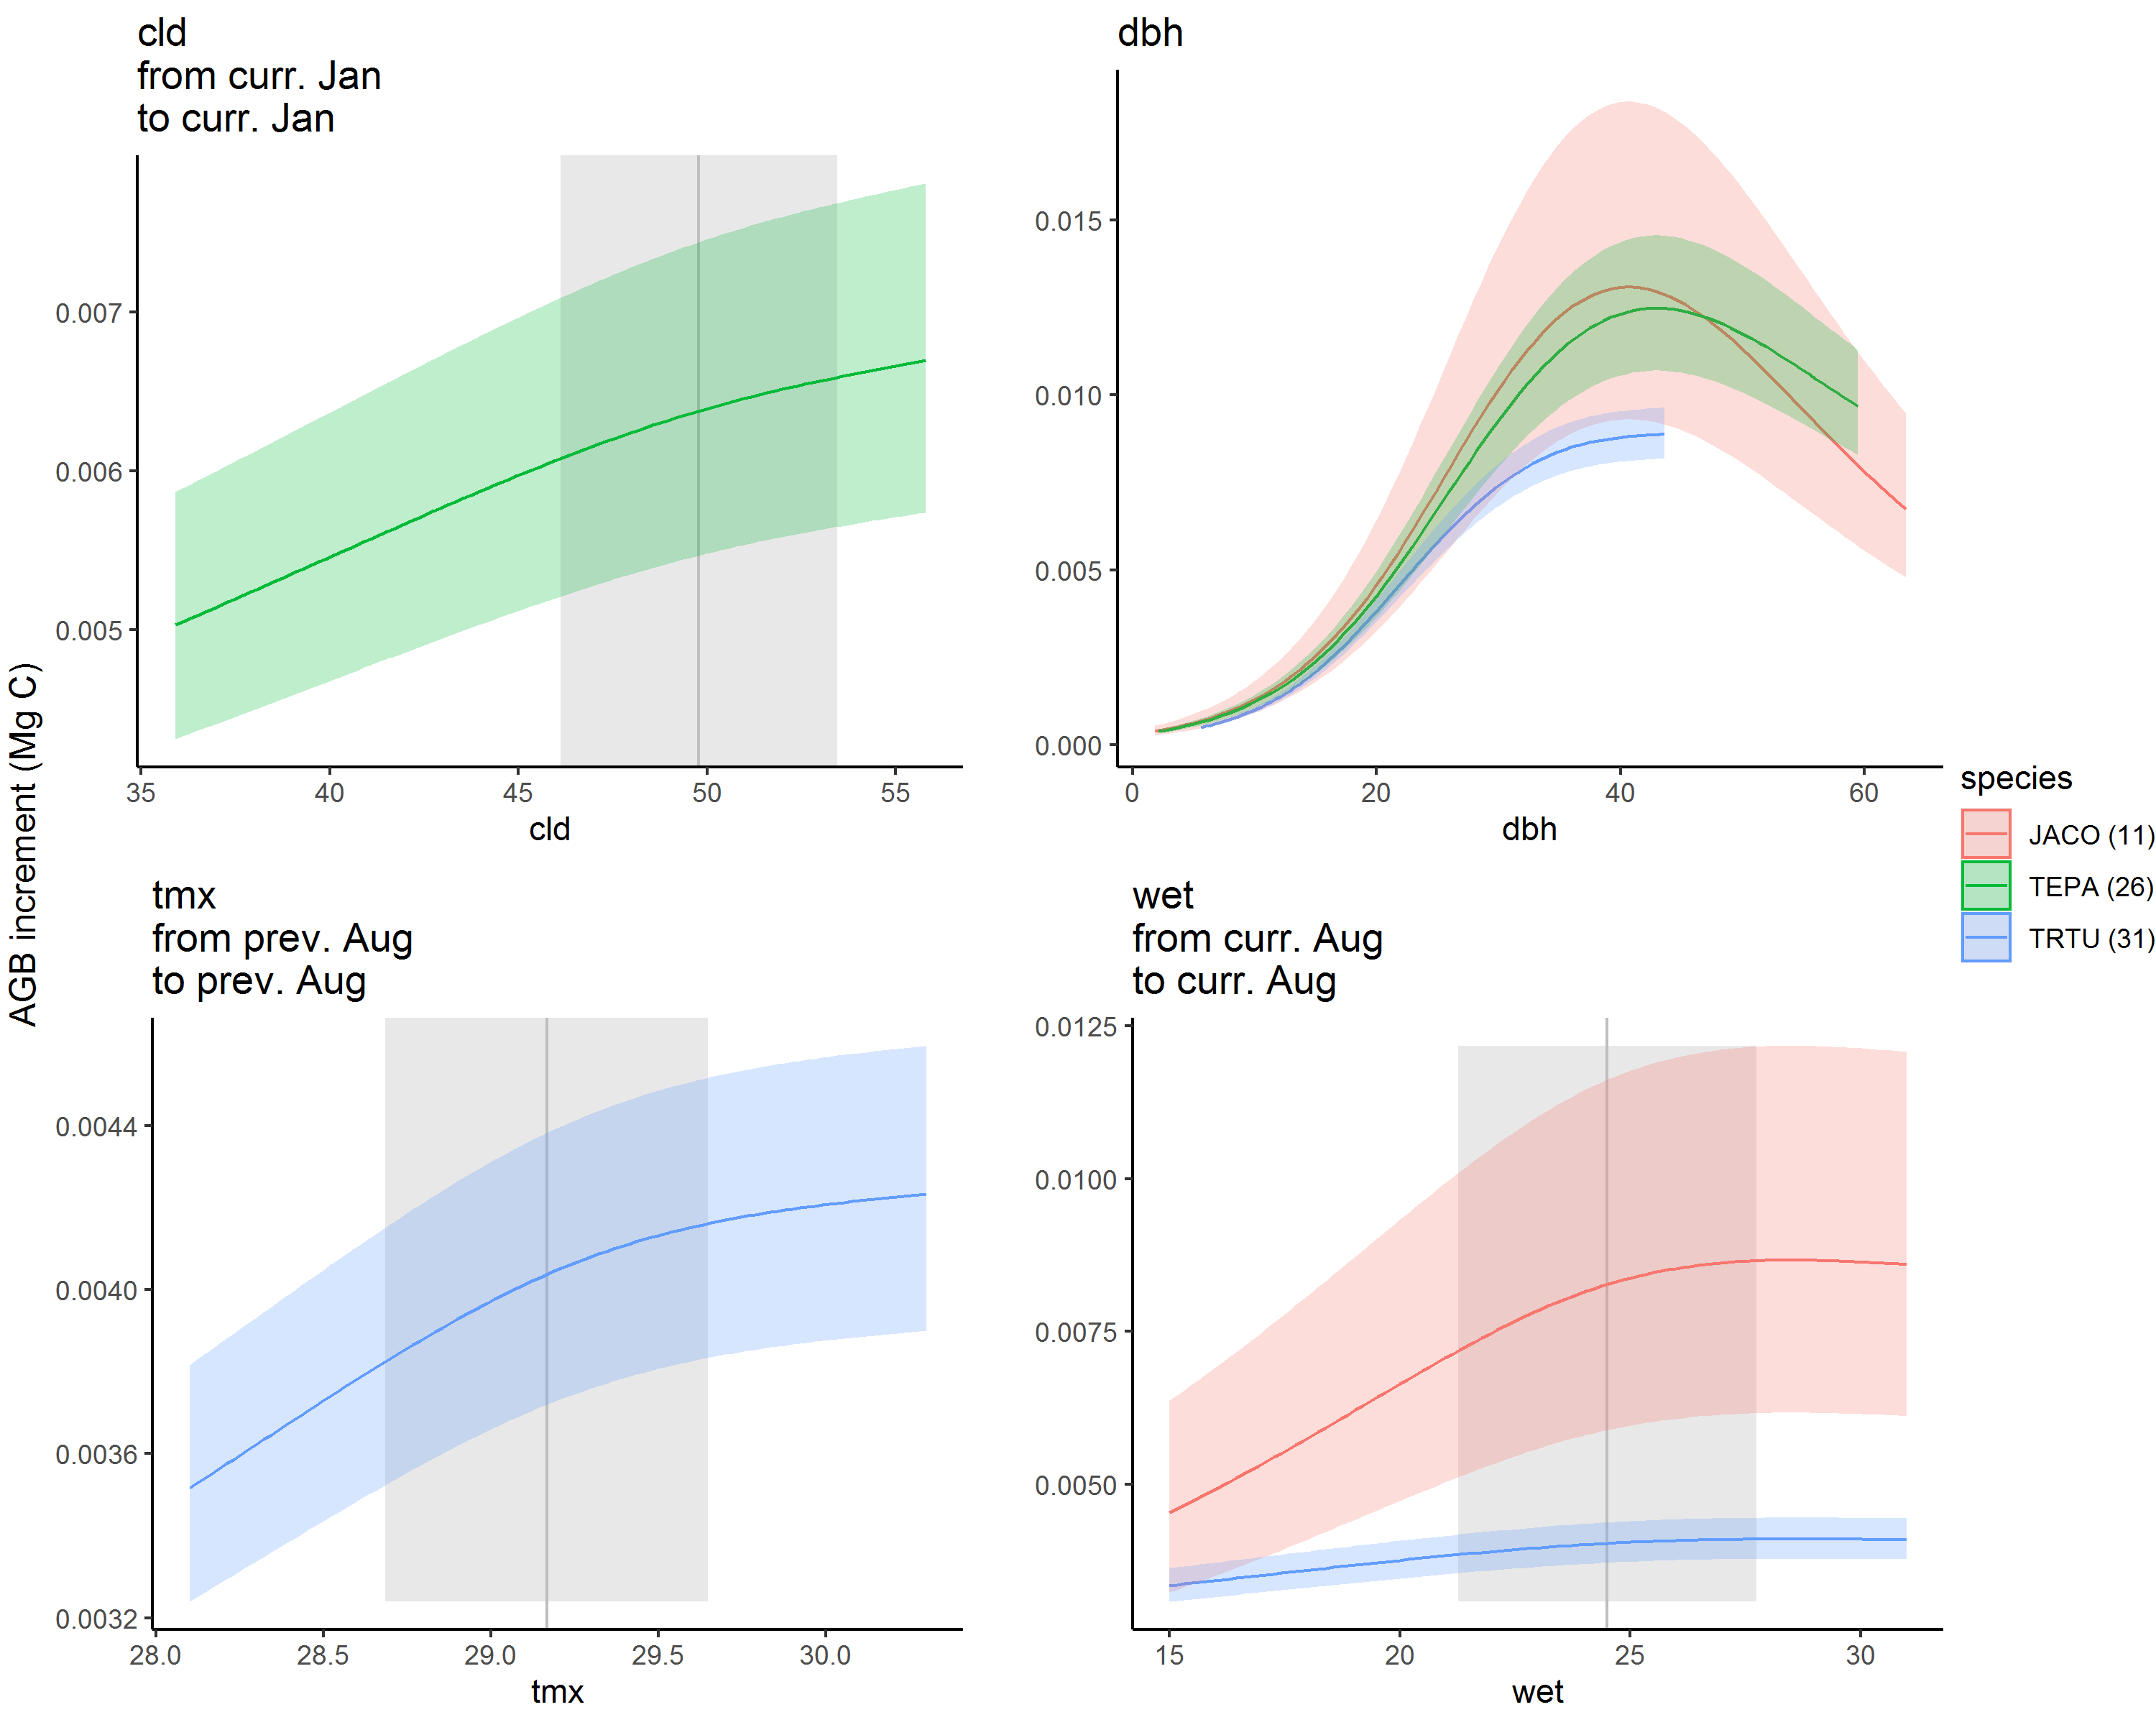 AGB increment (Mg C)
cld
from curr. Jan
to curr. Jan
0.007
0.006
0.005
35 40 45 50 55
cld
dbh
0.015
0.010
0.005
0.000
0 20 40 60
dbh
tmx
from prev. Aug
to prev. Aug
0.0044
0.0040
0.0036
0.0032
28.0 28.5 29.0 29.5 30.0
tmx
wet
from curr. Aug
to curr. Aug
0.0125
0.0100
0.0075
0.0050
15 20 25 30
wet
species
JACO (11)
TEPA (26)
TRTU (31)